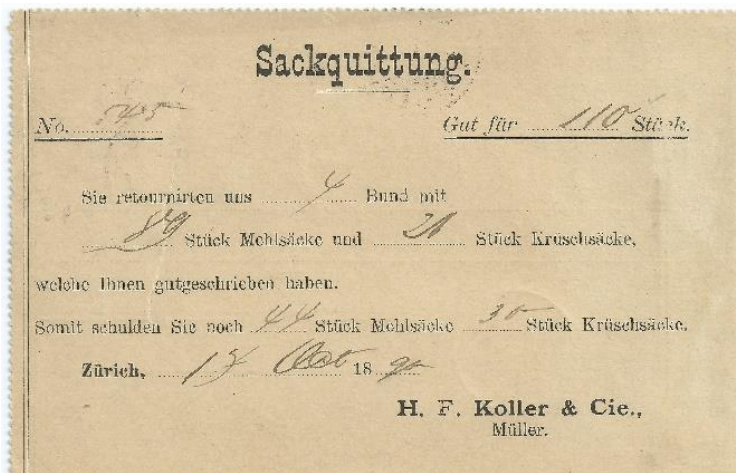 Sackquittung.
No. 545 Gut für 110 Stück.
Sie retournirten uns 4 Bund mit
89 Stück Mehlsäcke und 21 Stück Krüschsäcke,
welche Ihnen gutgeschrieben haben.
Somit schulden Sie noch 44 Stück Mehlsäcke 30 Stück Krüschsäcke.
Zürich, 17 Oct 1890
H. F. Koller & Cie.,
Müller.